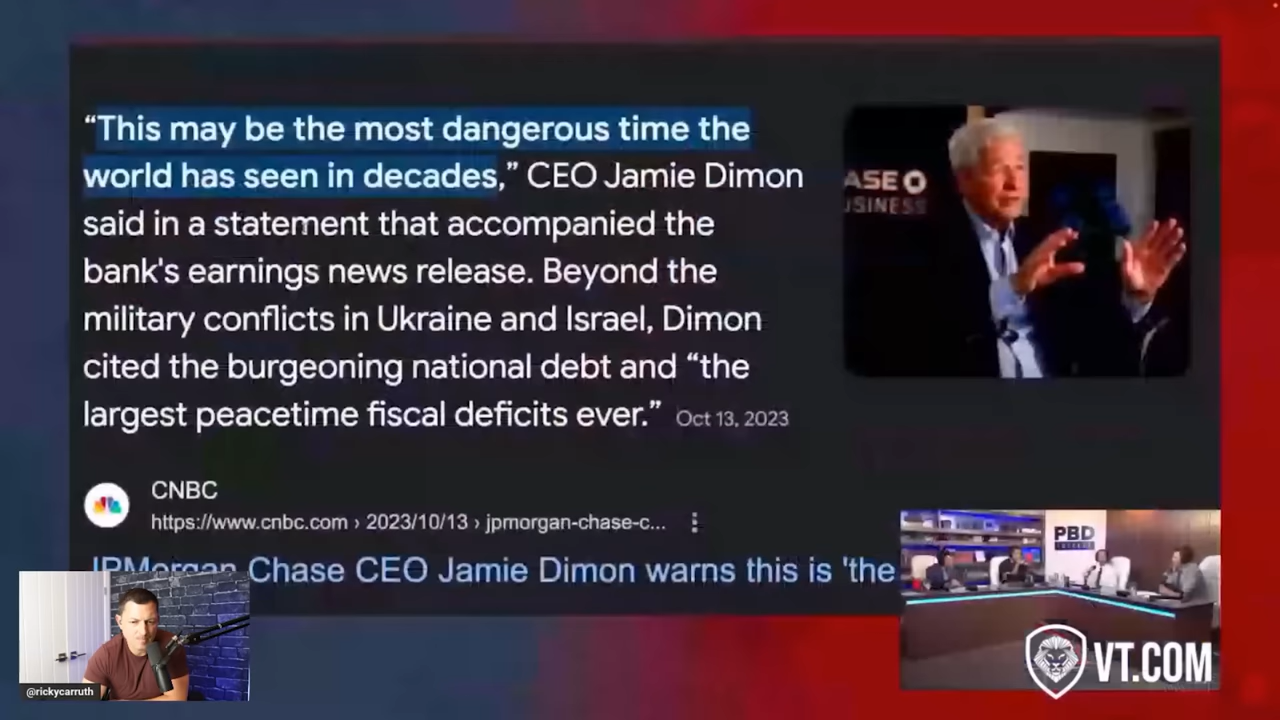 “This may be the most dangerous time the
world has seen in decades,” CEO Jamie Dimon
said in a statement that accompanied the
bank's earnings news release. Beyond the
military conflicts in Ukraine and Israel, Dimon
cited the burgeoning national debt and “the
largest peacetime fiscal deficits ever.” Oct 13, 2023
ASE
USINESS
CNBC
https://www.cnbc.com › 2023/10/13 › jpmorgan-chase-c...
JPMorgan Chase CEO Jamie Dimon warns this is 'the
PBD
@rickycarruth
VT.COM